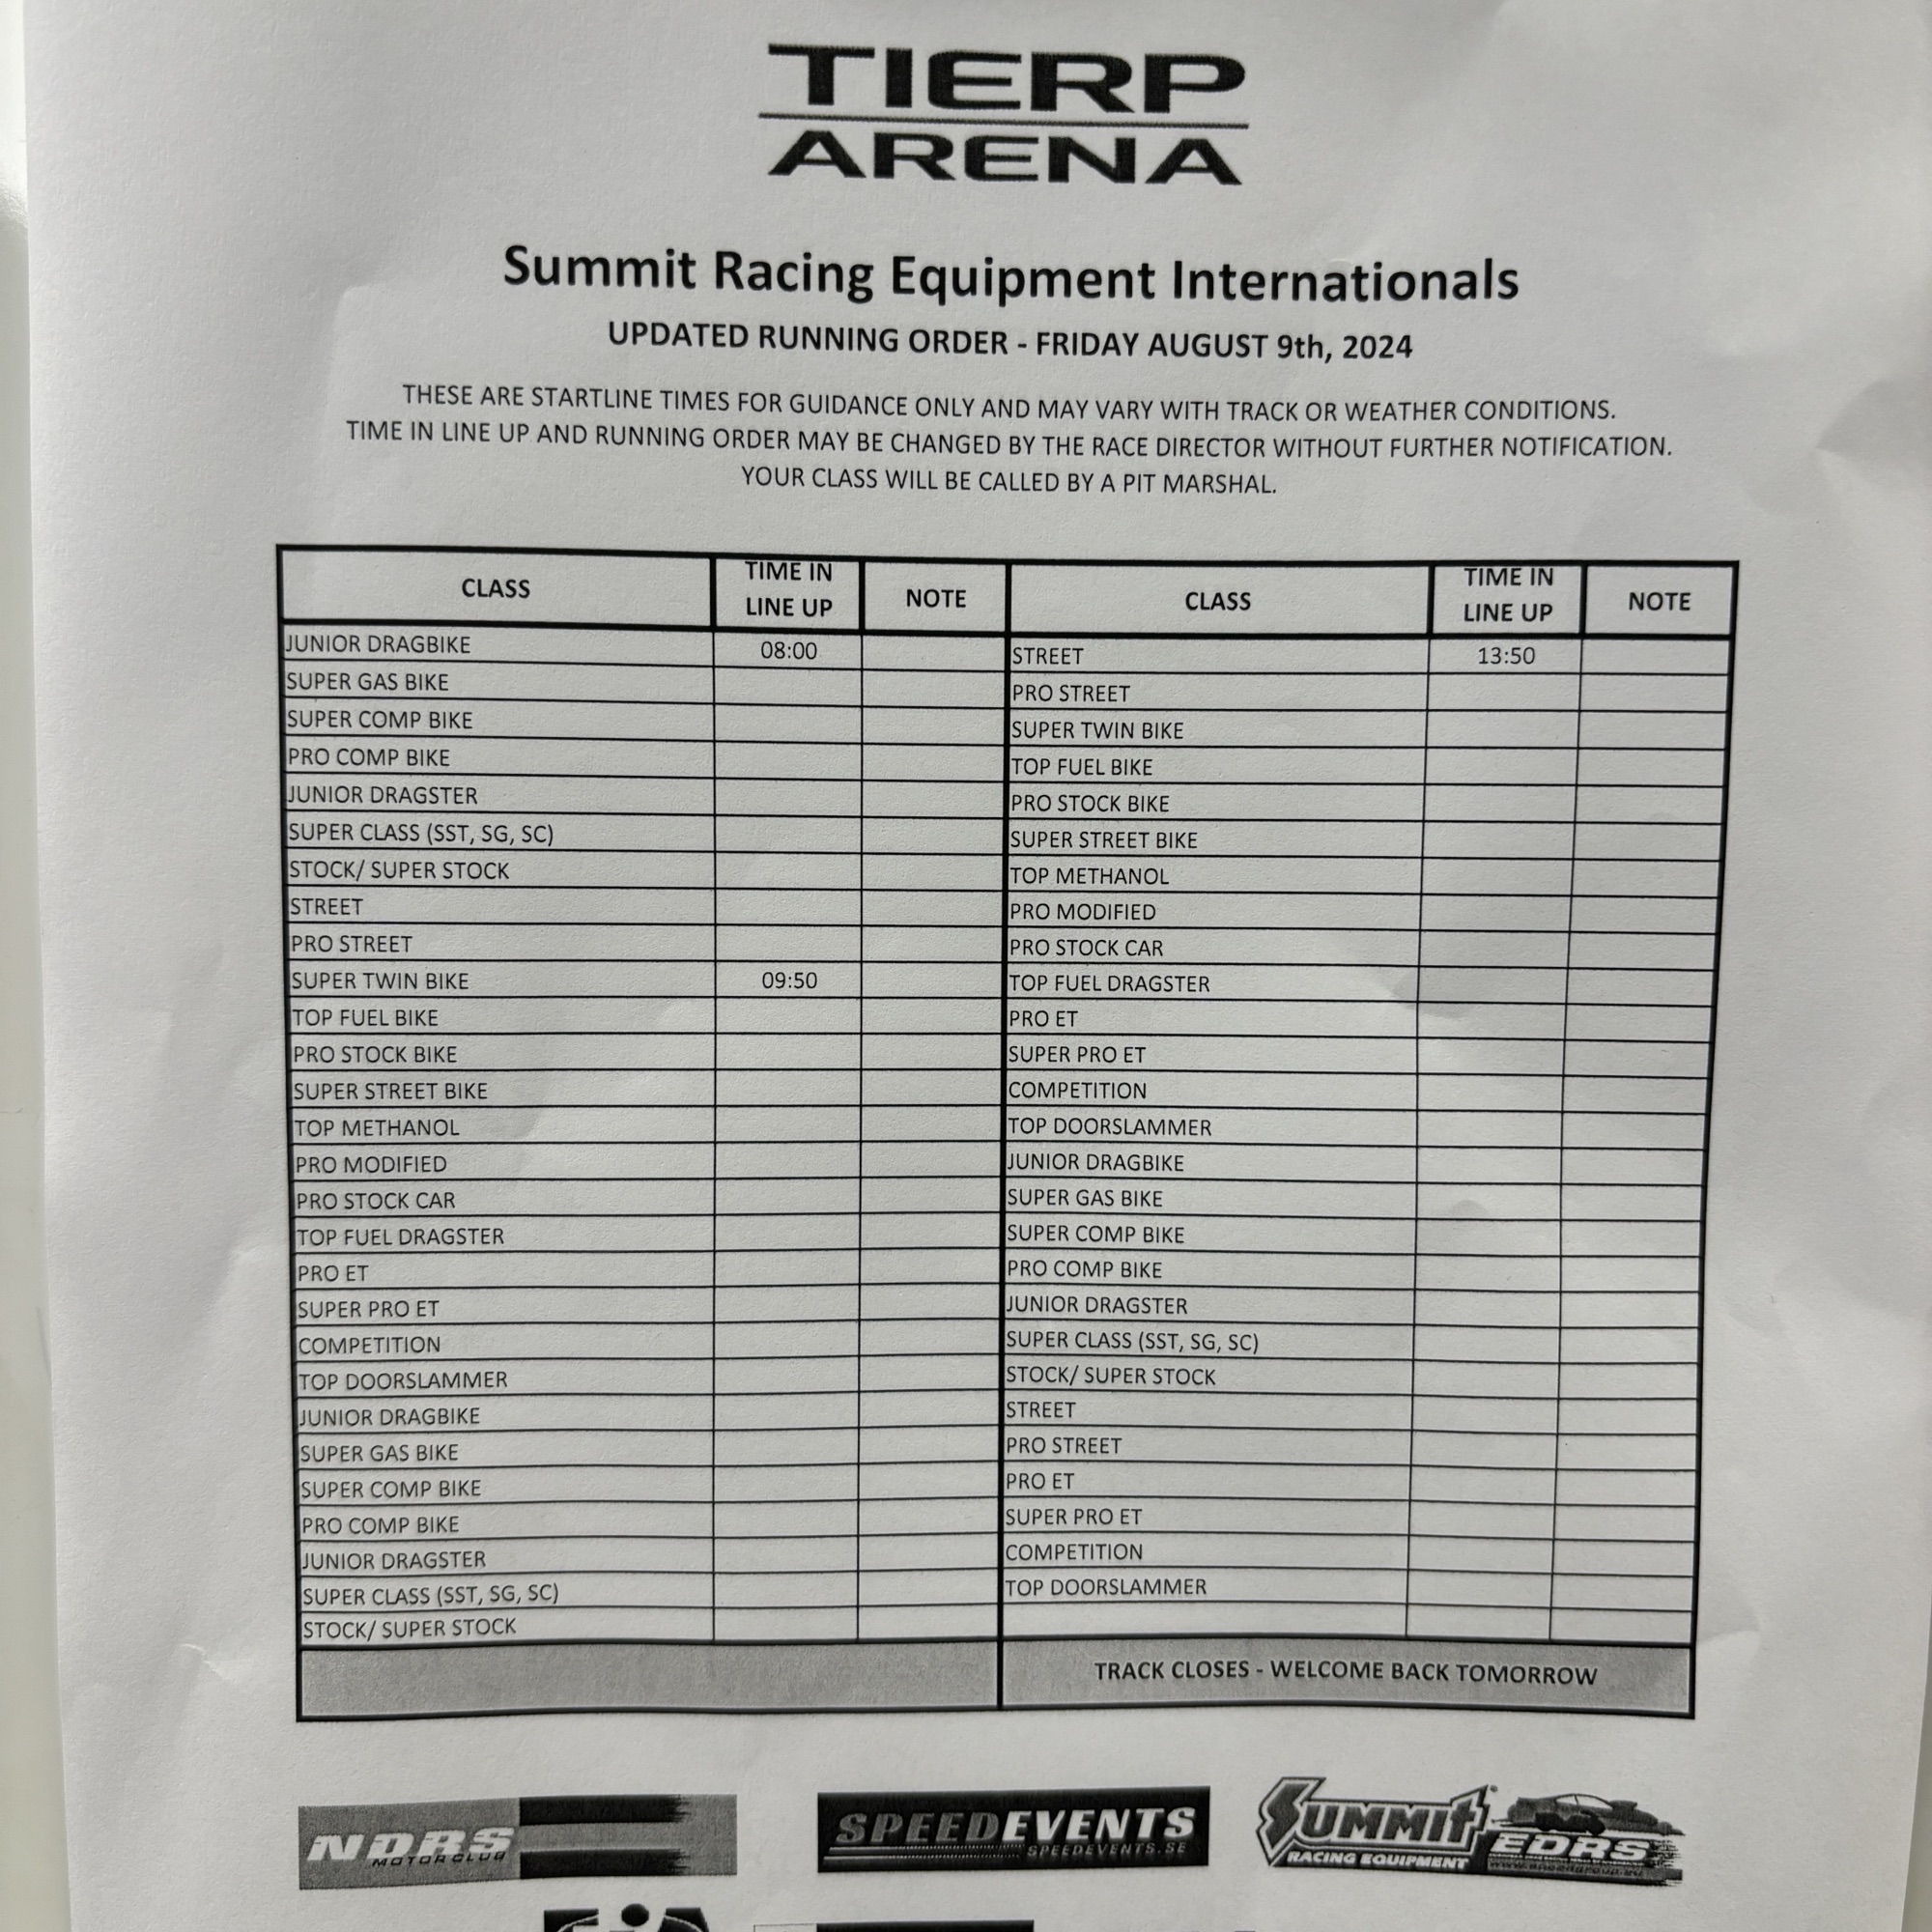 TIERP
ARENA
Summit Racing Equipment Internationals
UPDATED RUNNING ORDER - FRIDAY AUGUST 9th, 2024
THESE ARE STARTLINE TIMES FOR GUIDANCE ONLY AND MAY VARY WITH TRACK OR WEATHER CONDITIONS.
TIME IN LINE UP AND RUNNING ORDER MAY BE CHANGED BY THE RACE DIRECTOR WITHOUT FURTHER NOTIFICATION.
YOUR CLASS WILL BE CALLED BY A PIT MARSHAL.
CLASS TIME IN LINE UP NOTE CLASS TIME IN LINE UP NOTE
JUNIOR DRAGBIKE 08:00 STREET 13:50
SUPER GAS BIKE PRO STREET
SUPER COMP BIKE SUPER TWIN BIKE
PRO COMP BIKE TOP FUEL BIKE
JUNIOR DRAGSTER PRO STOCK BIKE
SUPER CLASS (SST, SG, SC) SUPER STREET BIKE
STOCK/ SUPER STOCK TOP METHANOL
STREET PRO MODIFIED
PRO STREET PRO STOCK CAR
SUPER TWIN BIKE 09:50 TOP FUEL DRAGSTER
TOP FUEL BIKE PRO ET
PRO STOCK BIKE SUPER PRO ET
SUPER STREET BIKE COMPETITION
TOP METHANOL TOP DOORSLAMMER
PRO MODIFIED JUNIOR DRAGBIKE
PRO STOCK CAR SUPER GAS BIKE
TOP FUEL DRAGSTER SUPER COMP BIKE
PRO ET PRO COMP BIKE
SUPER PRO ET JUNIOR DRAGSTER
COMPETITION SUPER CLASS (SST, SG, SC)
TOP DOORSLAMMER STOCK/ SUPER STOCK
JUNIOR DRAGBIKE STREET
SUPER GAS BIKE PRO STREET
SUPER COMP BIKE PRO ET
PRO COMP BIKE SUPER PRO ET
JUNIOR DRAGSTER COMPETITION
SUPER CLASS (SST, SG, SC) TOP DOORSLAMMER
STOCK/ SUPER STOCK
TRACK CLOSES - WELCOME BACK TOMORROW
NDRS
MOTORCLUB
SPEEDEVENTS
SPEEDEVENTS.SE
SUMMIT
RACING EQUIPMENT
EDRS